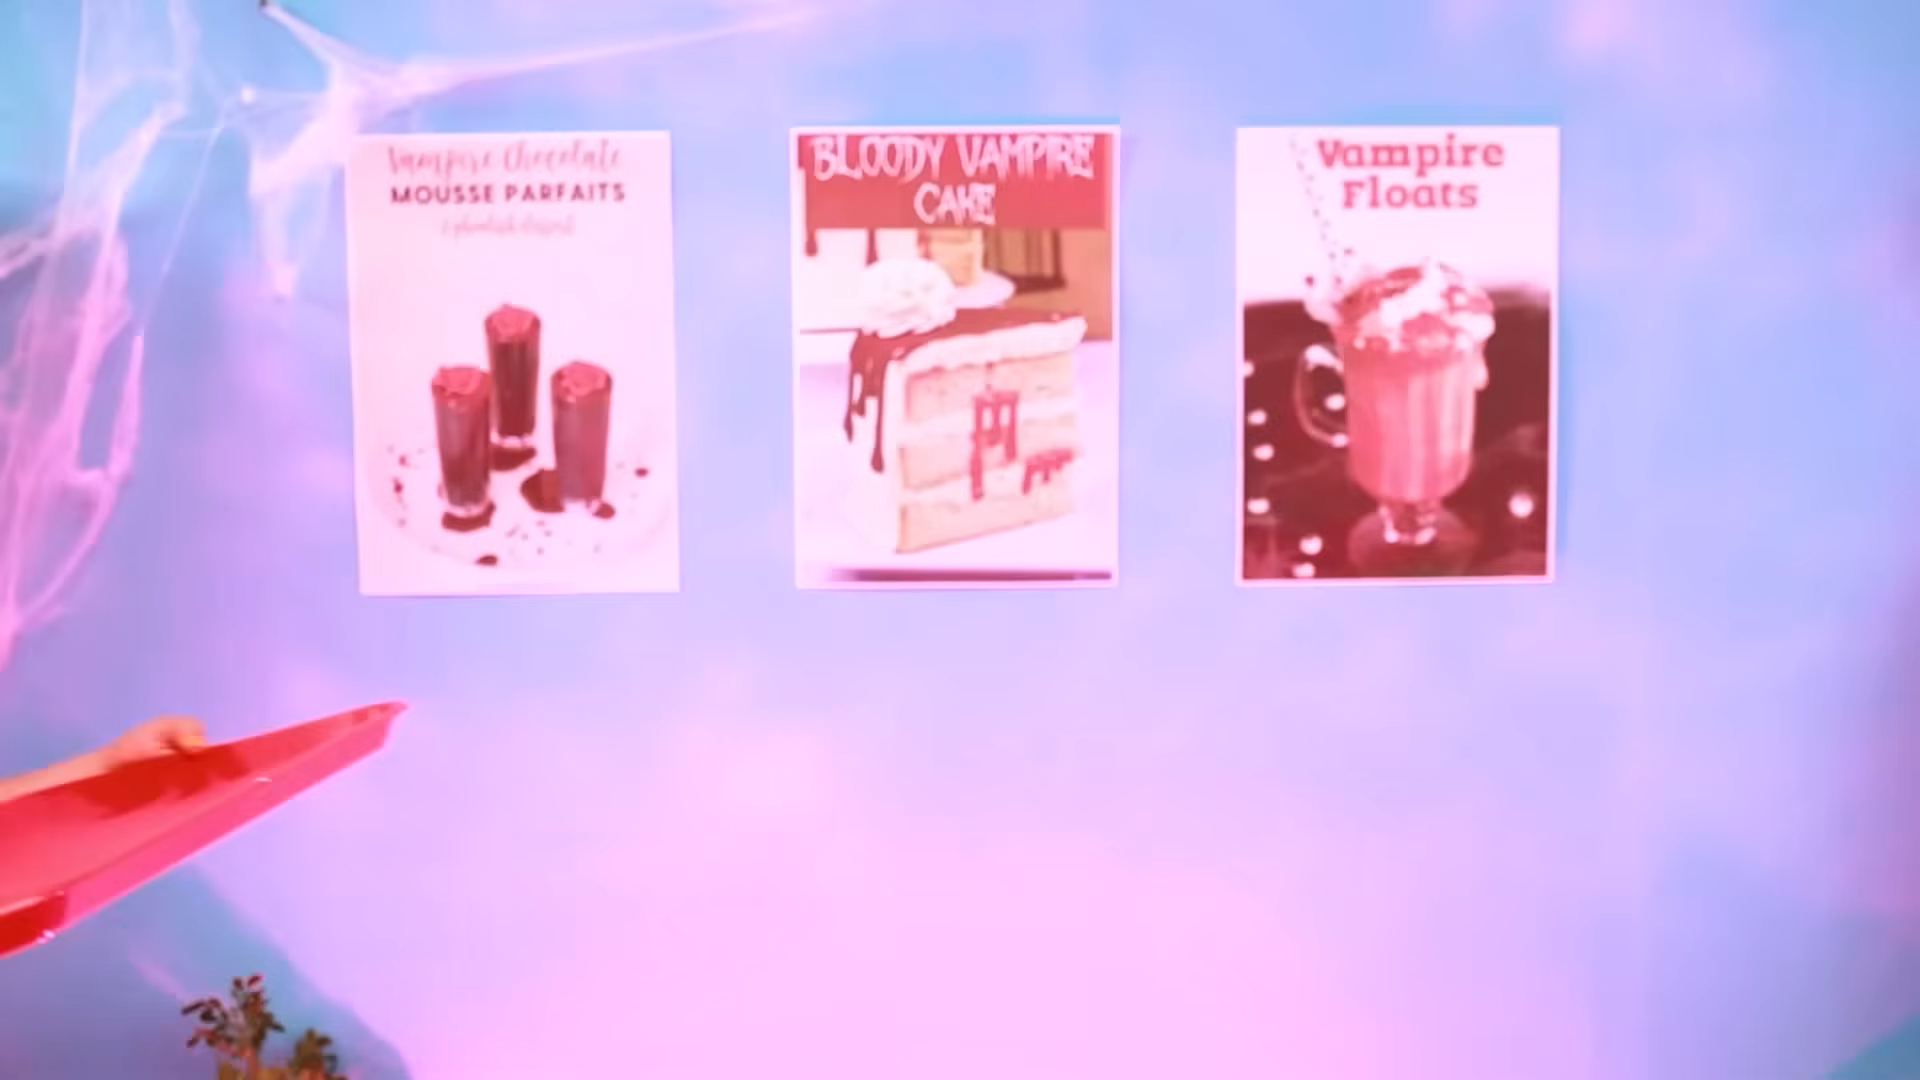 Vampire Chocolate
MOUSSE PARFAITS
BLOODY VAMPIRE
CAKE
Vampire
Floats